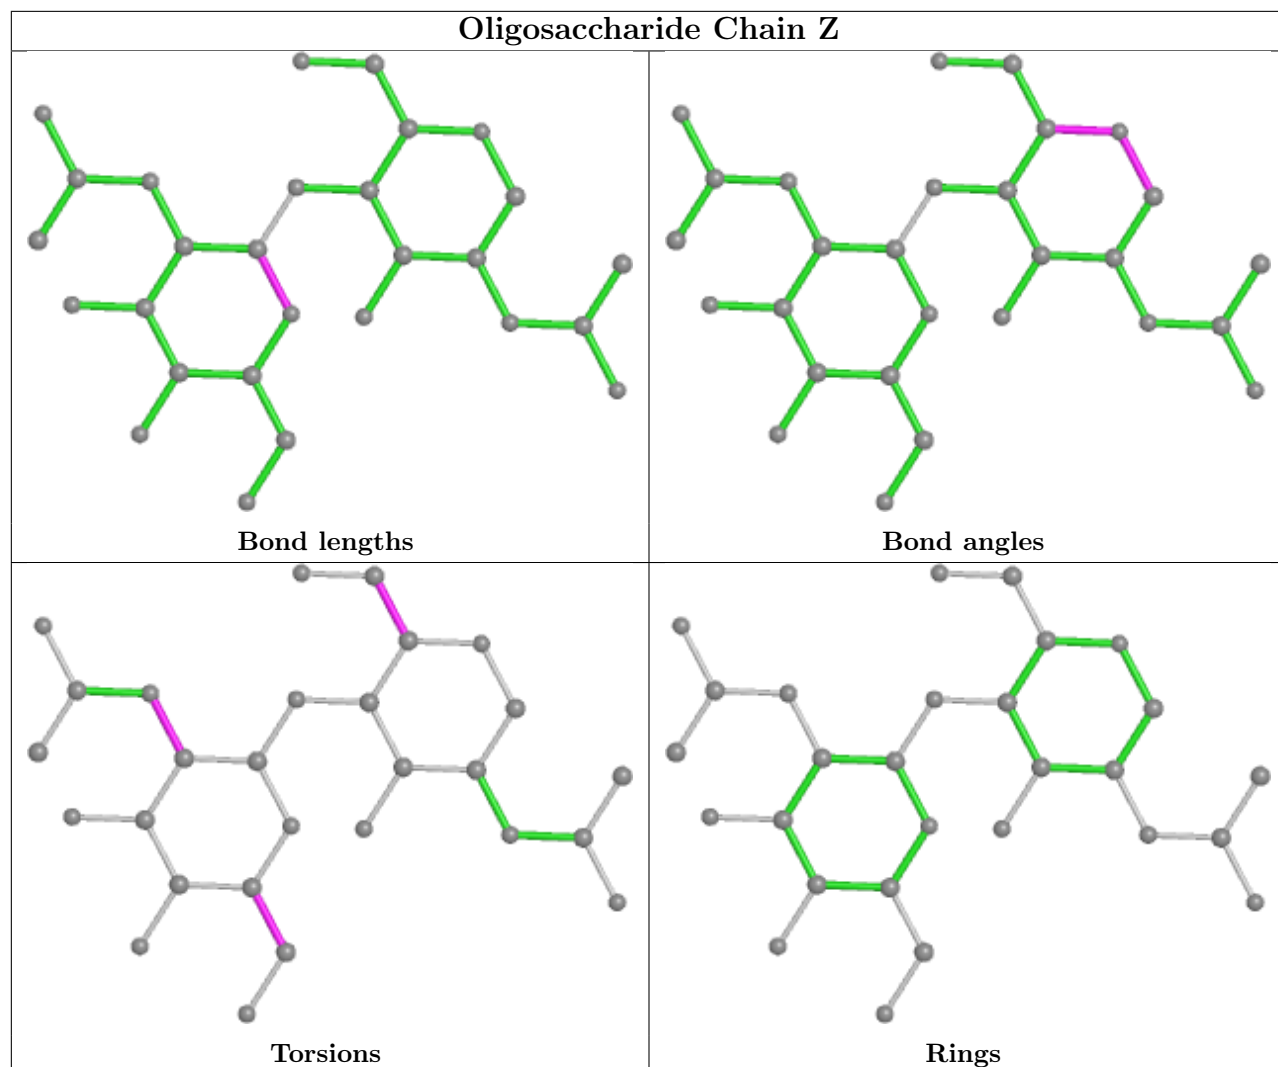 Oligosaccharide Chain Z
Bond lengths
Bond angles
Torsions
Rings